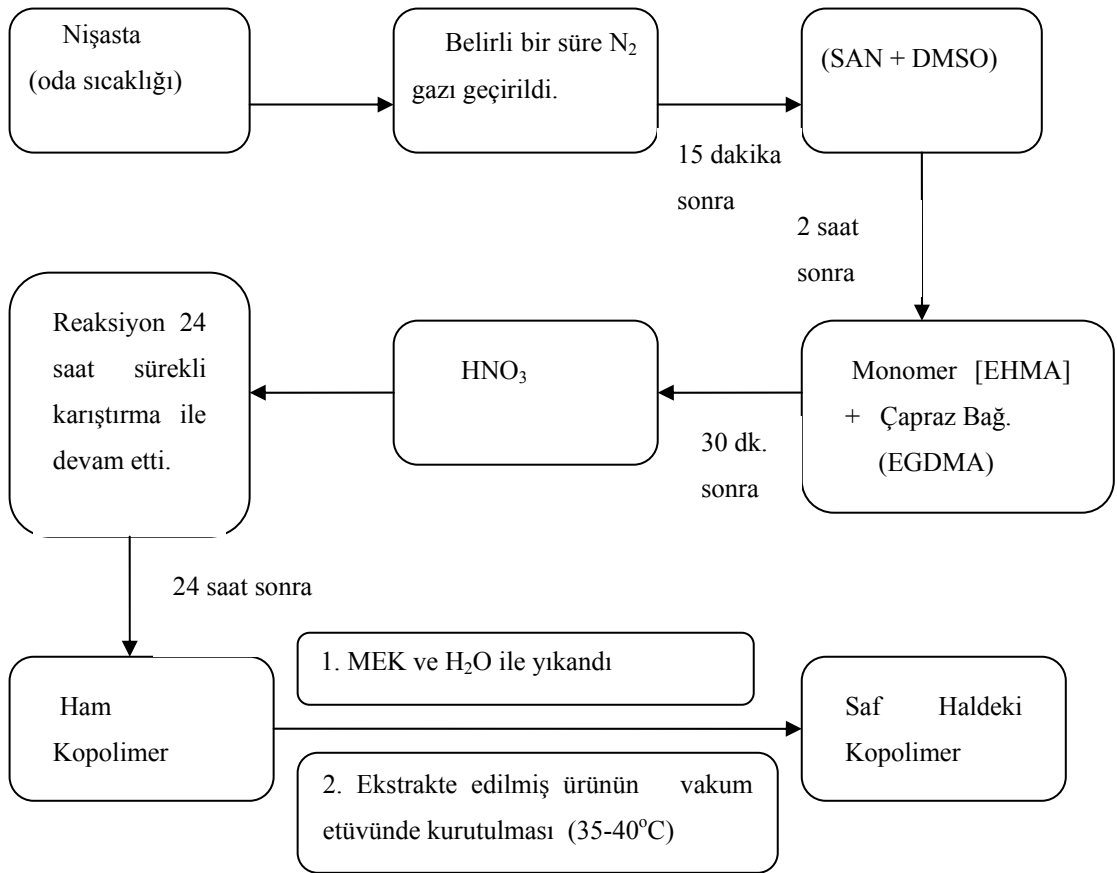 Nişasta
(oda sıcaklığı)
Belirli bir süre N₂
gazı geçirildi.
15 dakika
sonra
(SAN + DMSO)
2 saat
sonra
Monomer [EHMA]
+ Çapraz Bağ.
(EGDMA)
30 dk.
sonra
HNO₃
Reaksiyon 24
saat sürekli
karıştırma ile
devam etti.
24 saat sonra
Ham
Kopolimer
1. MEK ve H₂O ile yıkandı
2. Ekstrakte edilmiş ürünün vakum
etüvünde kurutulması (35-40ºC)
Saf Haldeki
Kopolimer